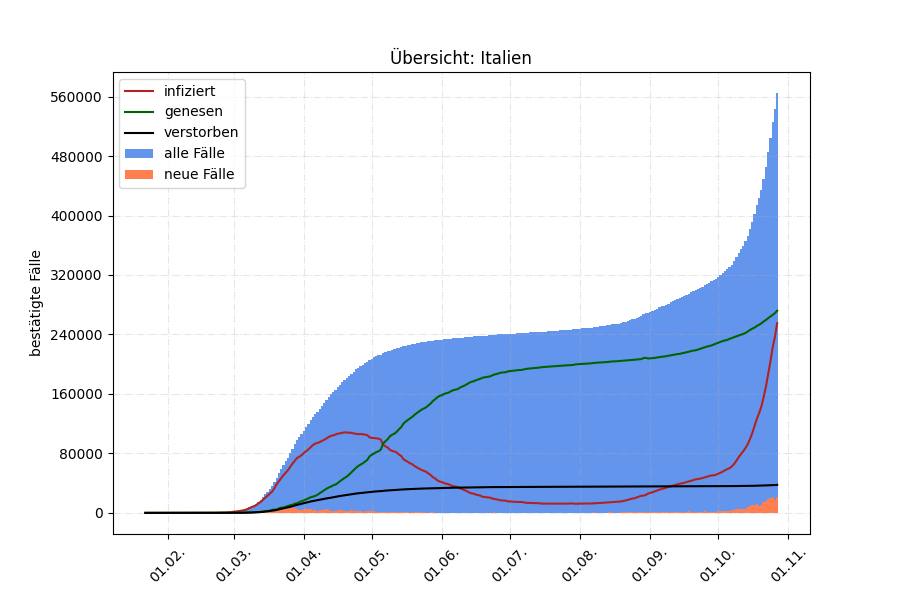 Übersicht: Italien
infiziert
genesen
verstorben
alle Fälle
neue Fälle
bestätigte Fälle
560000
480000
400000
320000
240000
160000
80000
0
01.02.
01.03.
01.04.
01.05.
01.06.
01.07.
01.08.
01.09.
01.10.
01.11.